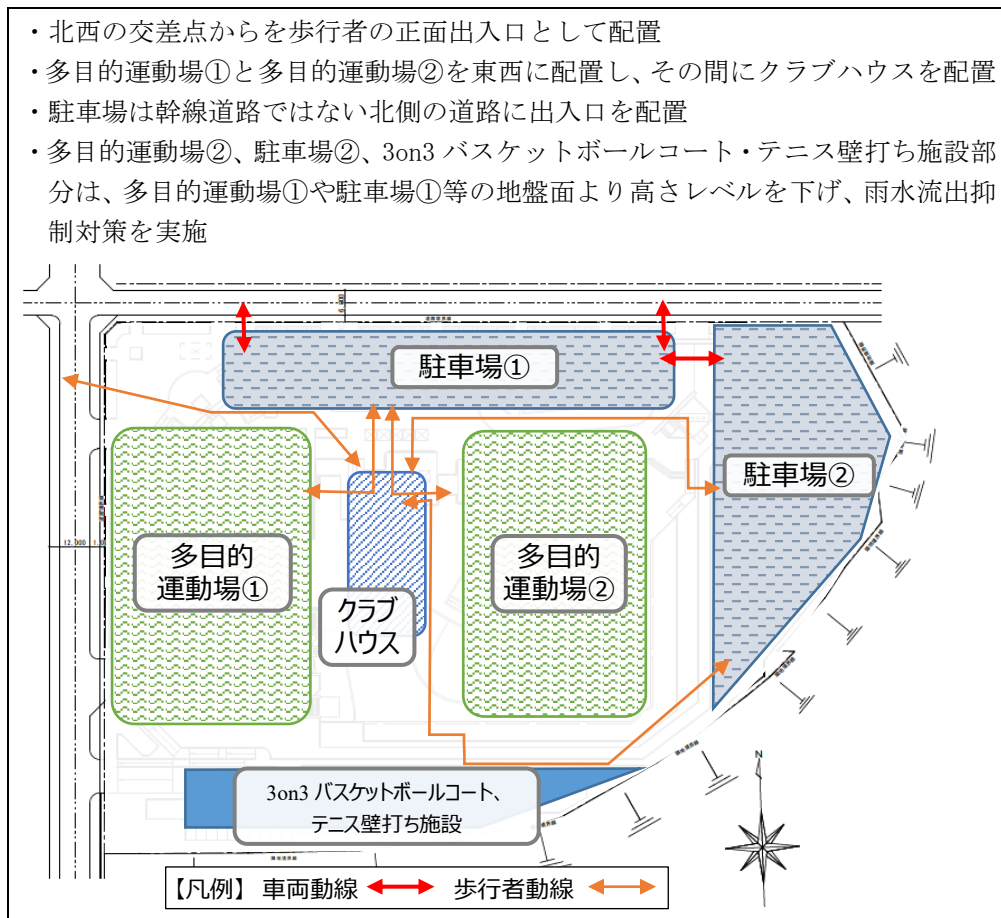 ・北西の交差点からを歩行者の正面出入口として配置
・多目的運動場①と多目的運動場②を東西に配置し、その間にクラブハウスを配置
・駐車場は幹線道路ではない北側の道路に出入口を配置
・多目的運動場②、駐車場②、3on3 バスケットボールコート・テニス壁打ち施設部
分は、多目的運動場①や駐車場①等の地盤面より高さレベルを下げ、雨水流出抑
制対策を実施
駐車場①
駐車場②
多目的
運動場①
多目的
運動場②
クラブ
ハウス
12.000
N
3on3 バスケットボールコート、
テニス壁打ち施設
【凡例】 車両動線 歩行者動線